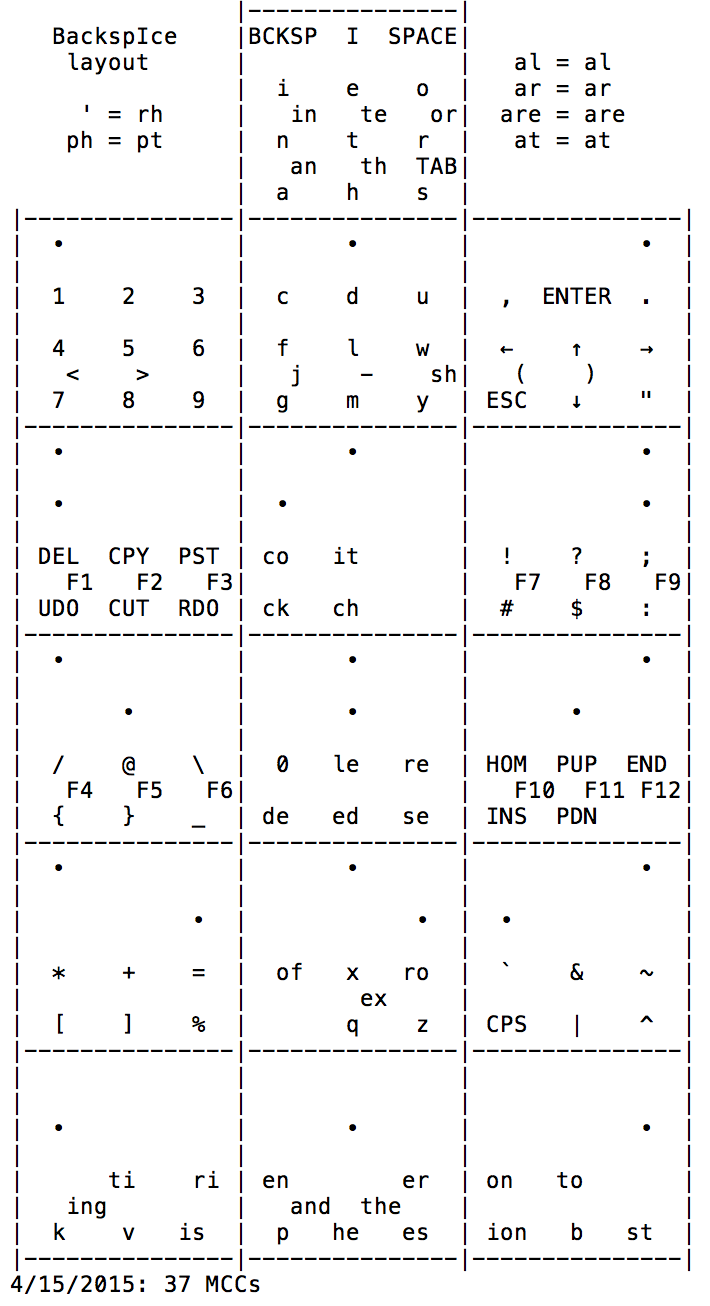 |---------------|
BackspIce |BCKSP I SPACE|
layout | | al = al
| i e o | ar = ar
' = rh | in te or| are = are
ph = pt | n t r | at = at
| an th TAB|
| a h s |
|---------------|---------------|---------------|
| • | • | • |
| | | |
| 1 2 3 | c d u | , ENTER . |
| | | |
| 4 5 6 | f l w | ← ↑ → |
| < > | j − sh| ( ) |
| 7 8 9 | g m y | ESC ↓ " |
|---------------|---------------|---------------|
| • | • | • |
| | | |
| • | • | • |
| | | |
| DEL CPY PST | co it | ! ? ; |
| F1 F2 F3| | F7 F8 F9|
| UDO CUT RDO | ck ch | # $ : |
|---------------|---------------|---------------|
| • | • | • |
| | | |
| • | • | • |
| | | |
| / @ \ | 0 le re | HOM PUP END |
| F4 F5 F6| | F10 F11 F12|
| { } _ | de ed se | INS PDN |
|---------------|---------------|---------------|
| • | • | • |
| | | |
| • | • | • |
| | | |
| * + = | of x ro | ` & ~ |
| | ex | |
| [ ] % | q z | CPS | ^ |
|---------------|---------------|---------------|
| | | |
| | | |
| • | • | • |
| | | |
| ti ri | en er | on to |
| ing | and the | |
| k v is | p he es | ion b st |
|---------------|---------------|---------------|
4/15/2015: 37 MCCs